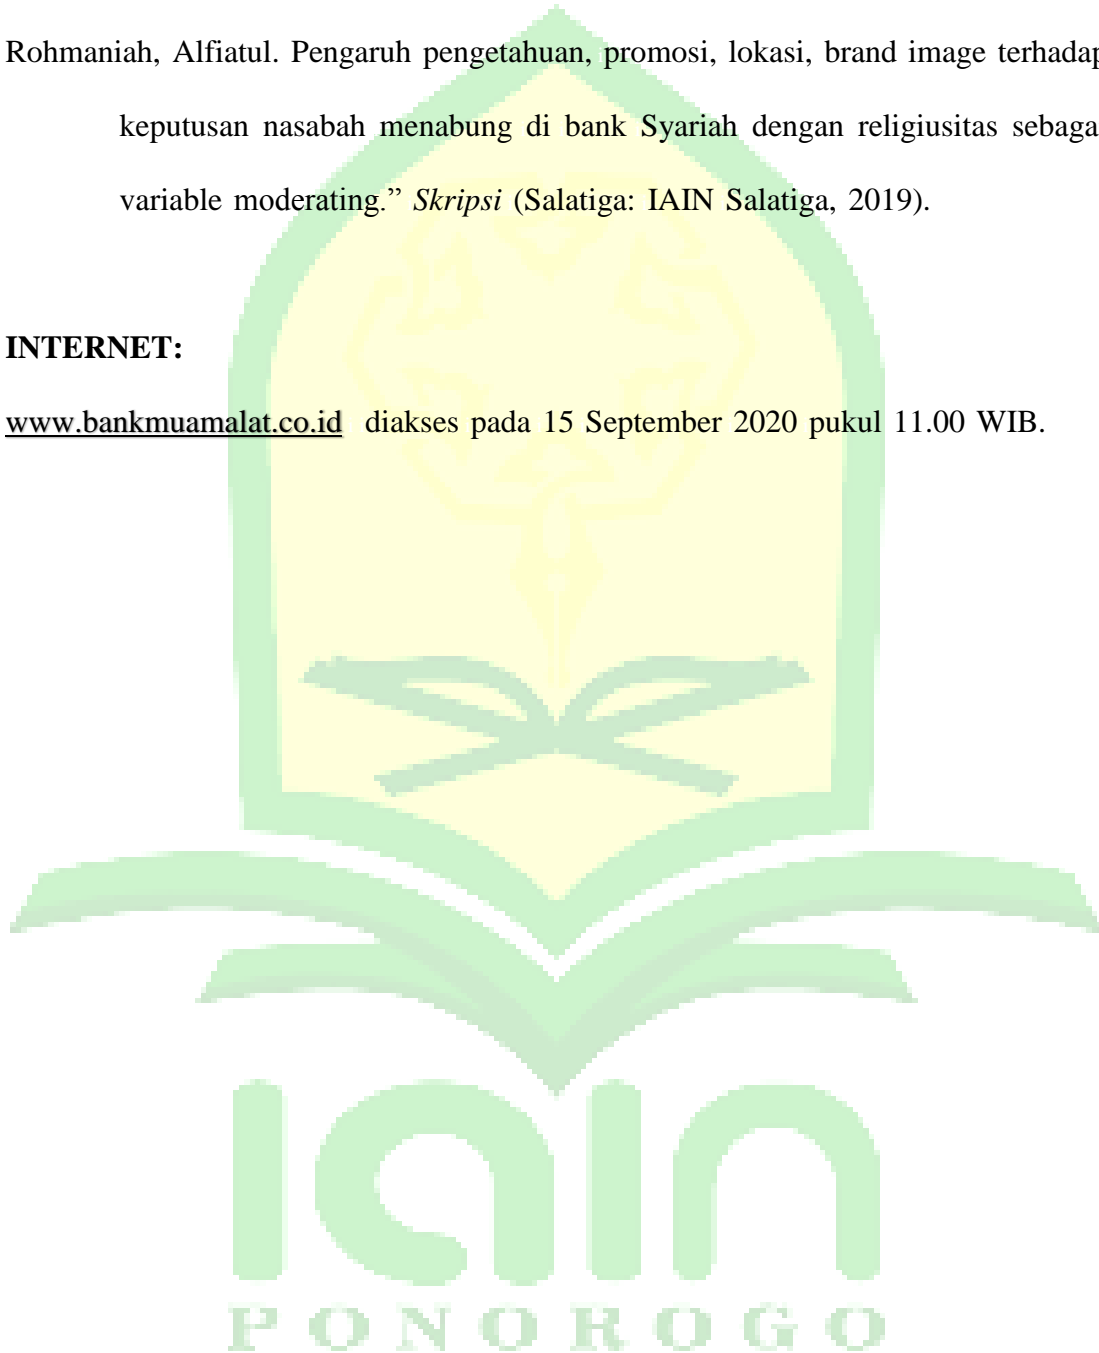 Rohmaniah, Alfiatul. Pengaruh pengetahuan, promosi, lokasi, brand image terhadap
keputusan nasabah menabung di bank Syariah dengan religiusitas sebaga
variable moderating.” Skripsi (Salatiga: IAIN Salatiga, 2019).
INTERNET:
www.bankmuamalat.co.id diakses pada 15 September 2020 pukul 11.00 WIB.
iain
PONOROGO